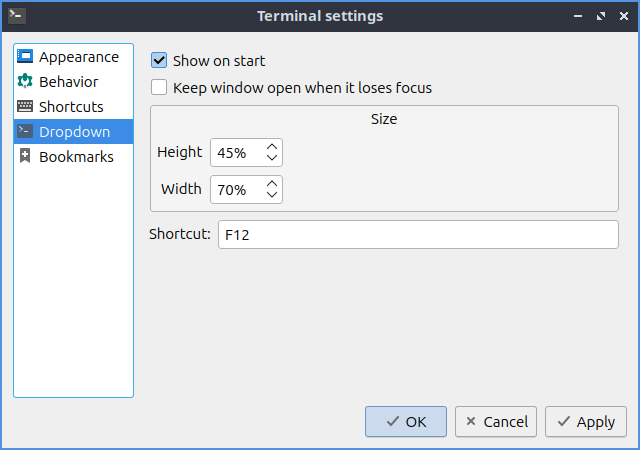 Terminal settings
Appearance
Behavior
Shortcuts
Dropdown
Bookmarks
Show on start
Keep window open when it loses focus
Size
Height 45%
Width 70%
Shortcut: F12
OK Cancel Apply